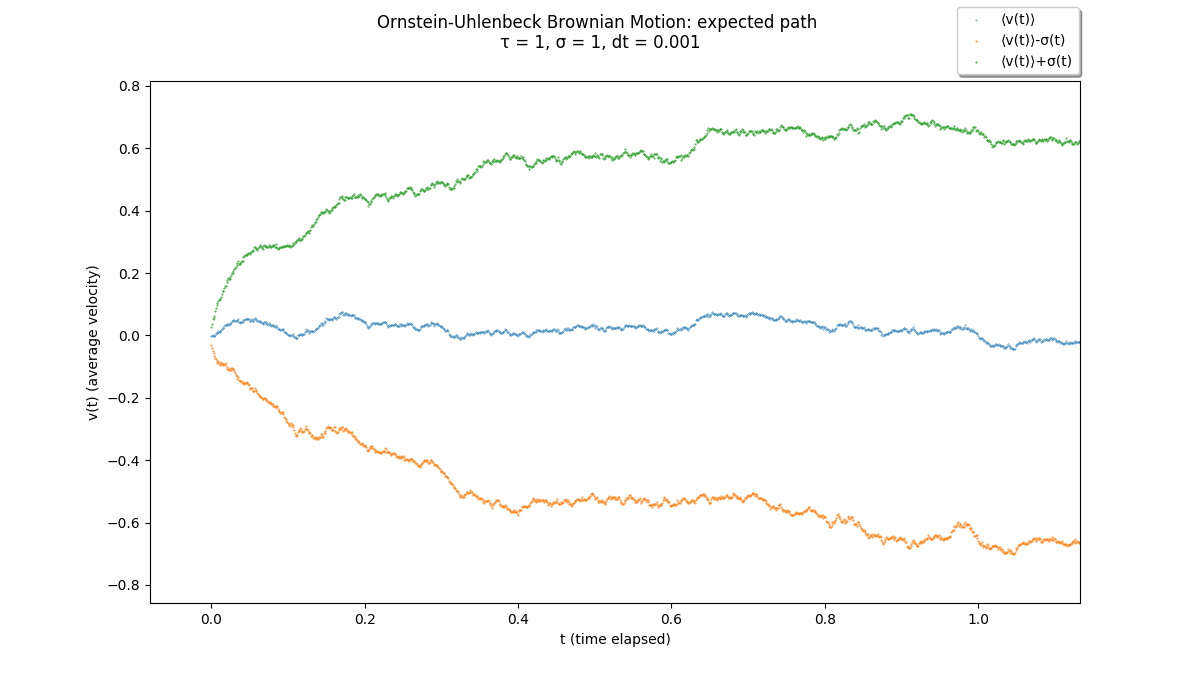 Ornstein-Uhlenbeck Brownian Motion: expected path
τ = 1, σ = 1, dt = 0.001
⟨v(t)⟩
⟨v(t)⟩-σ(t)
⟨v(t)⟩+σ(t)
0.8
0.6
0.4
0.2
0.0
−0.2
−0.4
−0.6
−0.8
v(t) (average velocity)
0.0 0.2 0.4 0.6 0.8 1.0
t (time elapsed)